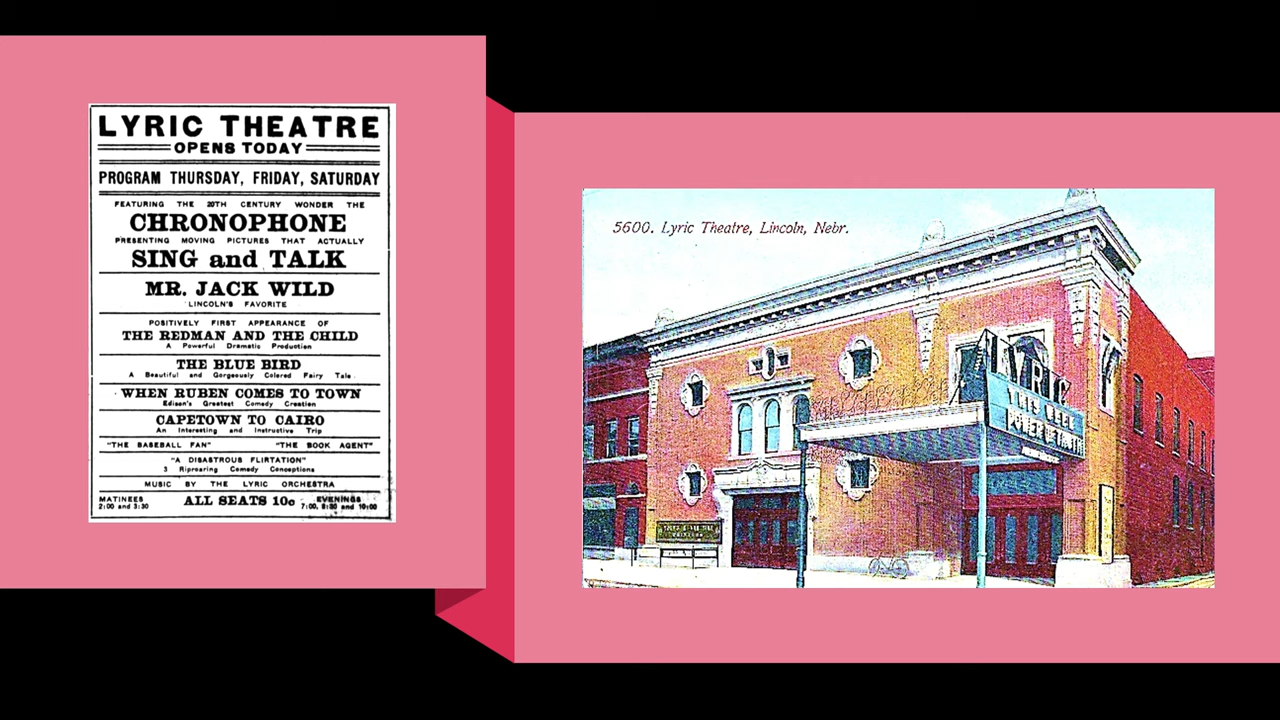 LYRIC THEATRE
OPENS TODAY
PROGRAM THURSDAY, FRIDAY, SATURDAY
FEATURING THE 20TH CENTURY WONDER THE
CHRONOPHONE
PRESENTING MOVING PICTURES THAT ACTUALLY
SING and TALK
MR. JACK WILD
LINCOLN'S FAVORITE
POSITIVELY FIRST APPEARANCE OF
THE REDMAN AND THE CHILD
A Powerful Dramatic Production
THE BLUE BIRD
A Beautiful and Gorgeously Colored Fairy Tale.
WHEN RUBEN COMES TO TOWN
Edison's Greatest Comedy Creation
CAPETOWN TO CAIRO
An Interesting and Instructive Trip
"THE BASEBALL FAN" "THE BOOK AGENT"
"A DISASTROUS FLIRTATION"
3 Riproaring Comedy Conceptions
MUSIC BY THE LYRIC ORCHESTRA
MATINEES
2:00 and 3:30
ALL SEATS 10c
EVENINGS
7:00, 8:30 and 10:00
5600. Lyric Theatre, Lincoln, Nebr.
LYRIC
THIS WEEK